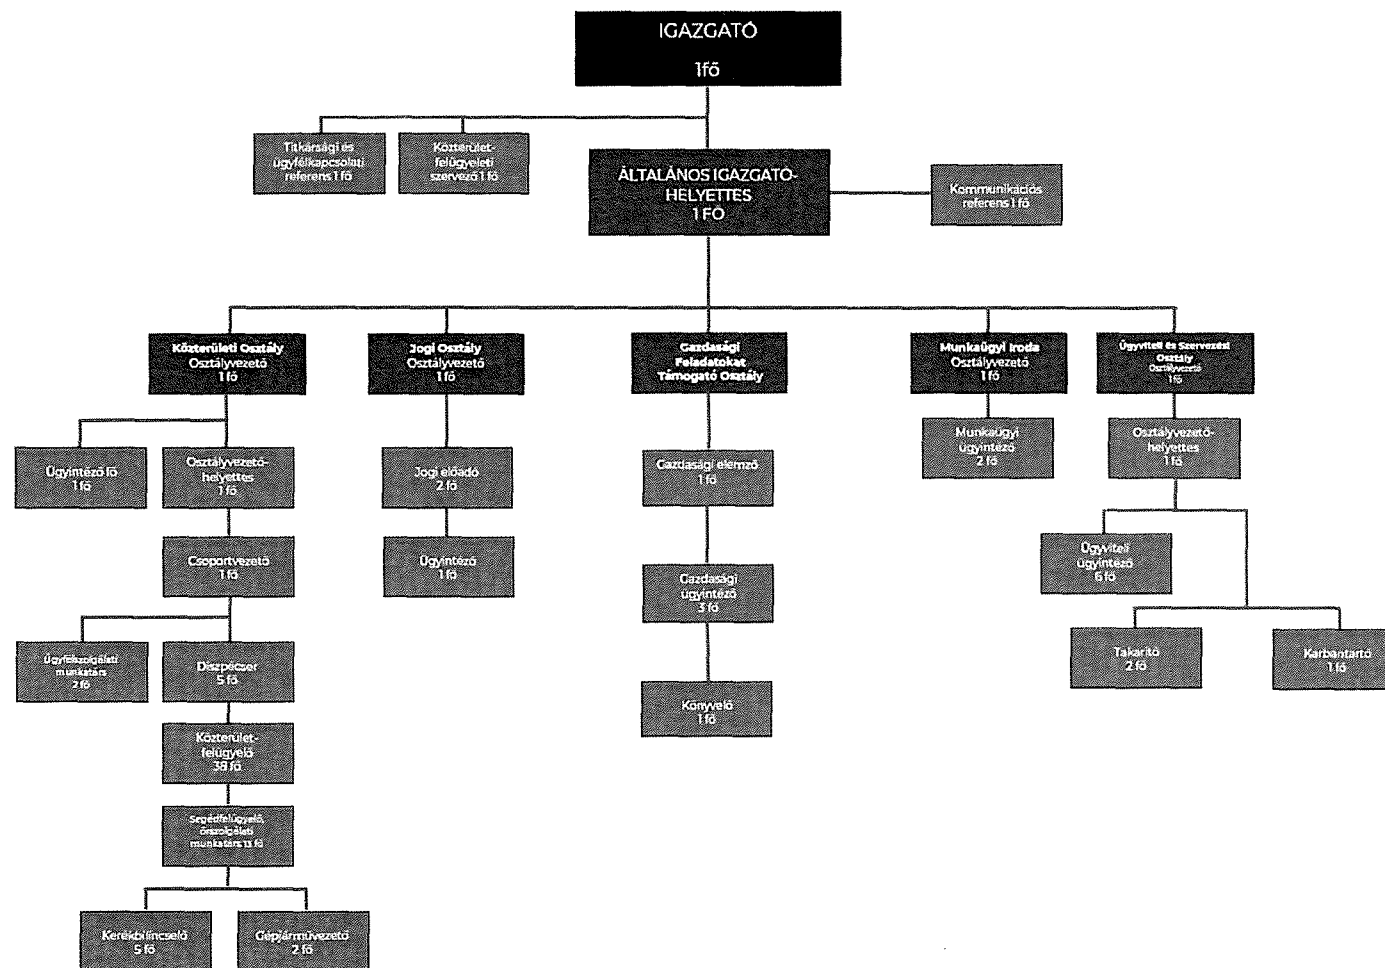 IGAZGATÓ
1fő
Titkársági és
ügyfélkapcsolati
referens 1 fő
Közterület-
felügyeleti
szervező 1 fő
ÁLTALÁNOS IGAZGATÓ-
HELYETTES
1 FŐ
Kommunikációs
referens 1 fő
Közterületi Osztály
Osztályvezető
1 fő
Jogi Osztály
Osztályvezető
1 fő
Gazdasági
Feladatokat
Támogató Osztály
Munkaügyi Iroda
Osztályvezető
1 fő
Ügyviteli és Szervezési
Osztály
Osztályvezető
1 fő
Ügyintéző fő
1 fő
Osztályvezető-
helyettes
1 fő
Jogi előadó
2 fő
Gazdasági elemző
1 fő
Munkaügyi
ügyintéző
2 fő
Osztályvezető-
helyettes
1 fő
Csoportvezető
1 fő
Ügyintéző
1 fő
Gazdasági
ügyintéző
3 fő
Ügyviteli
ügyintéző
6 fő
Ügyfélszolgálati
munkatárs
2 fő
Diszpécser
5 fő
Takarító
2 fő
Karbantartó
1 fő
Könyvelő
1 fő
Közterület-
felügyelő
38 fő
Segédfelügyelő,
őrszolgálati
munkatárs 13 fő
Kerékbilincselő
5 fő
Gépjárművezető
2 fő